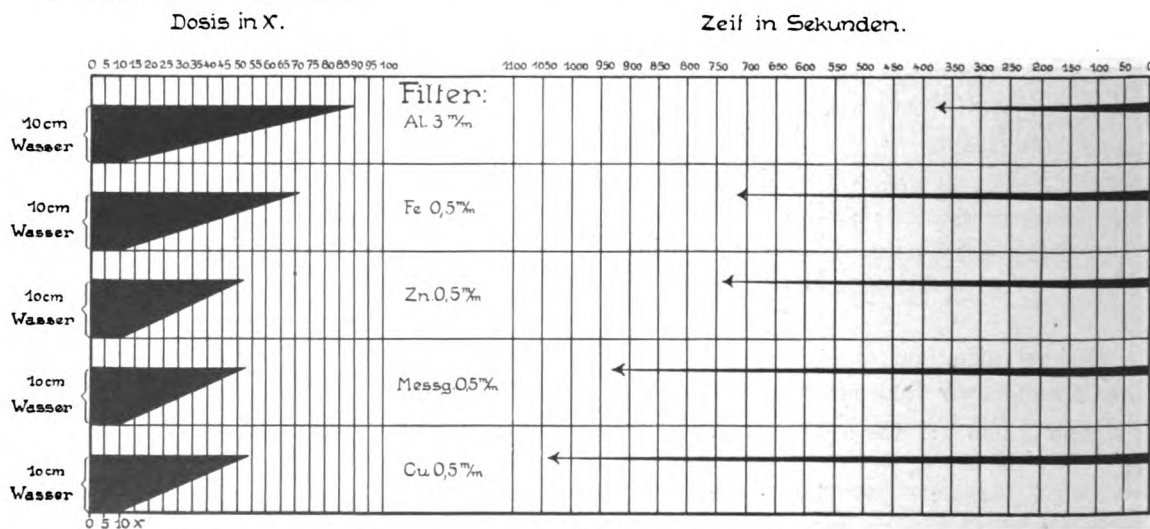 Dosis in X.
Zeit in Sekunden.
0 5 10 15 20 25 30 35 40 45 50 55 60 65 70 75 80 85 90 95 100
1100 1050 1000 950 900 850 800 750 700 650 600 550 500 450 400 350 300 250 200 150 100 50 0
Filter:
10cm
Wasser
Al. 3 m/m
10cm
Wasser
Fe 0,5 m/m
10cm
Wasser
Zn. 0,5 m/m
10cm
Wasser
Messg. 0,5 m/m
10cm
Wasser
Cu 0,5 m/m
0 5 10 X